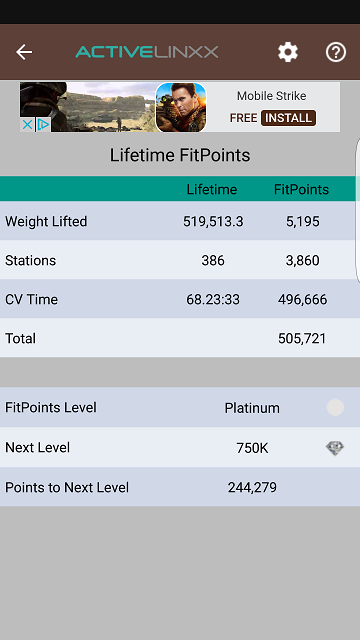 ACTIVELINXX
Mobile Strike
FREE INSTALL
Lifetime FitPoints
Lifetime FitPoints
Weight Lifted 519,513.3 5,195
Stations 386 3,860
CV Time 68.23:33 496,666
Total 505,721
FitPoints Level Platinum
Next Level 750K
Points to Next Level 244,279